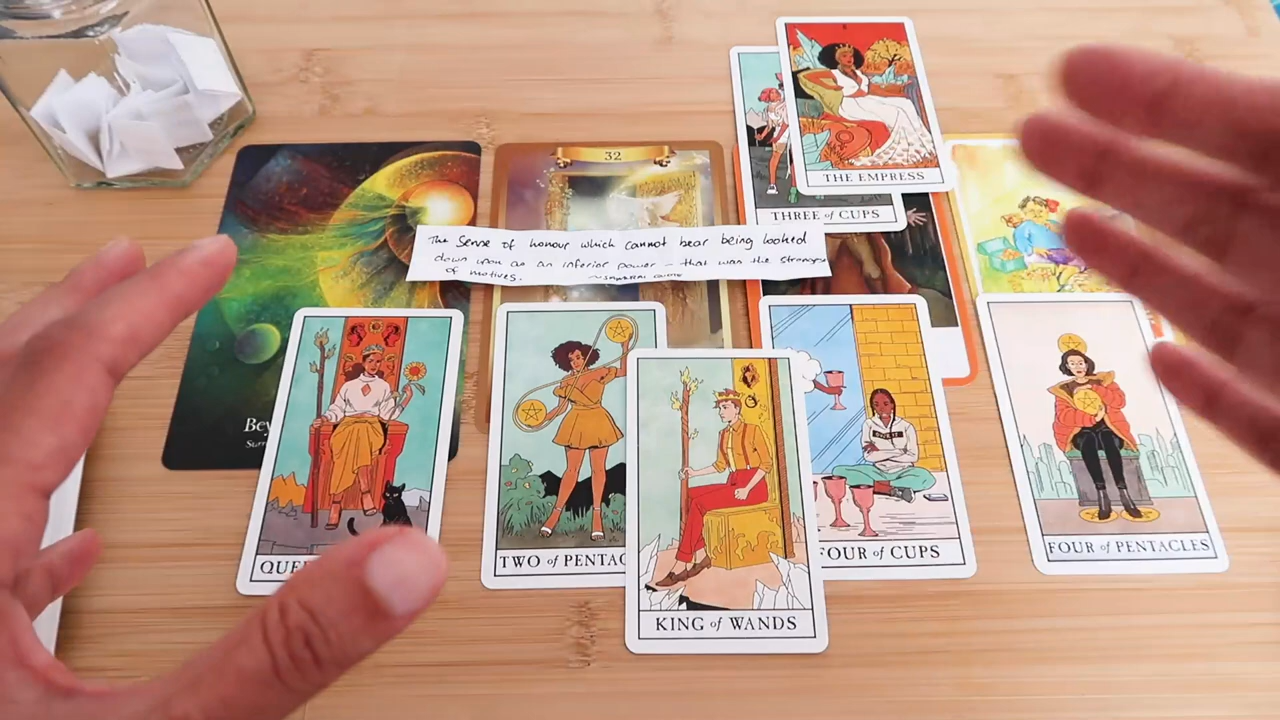 THE EMPRESS
THREE of CUPS
32
The Sense of honour which cannot bear being looked
down upon as an inferior power - that was the strongest
of motives.
QUE
TWO of PENTAC
KING of WANDS
FOUR of CUPS
FOUR of PENTACLES